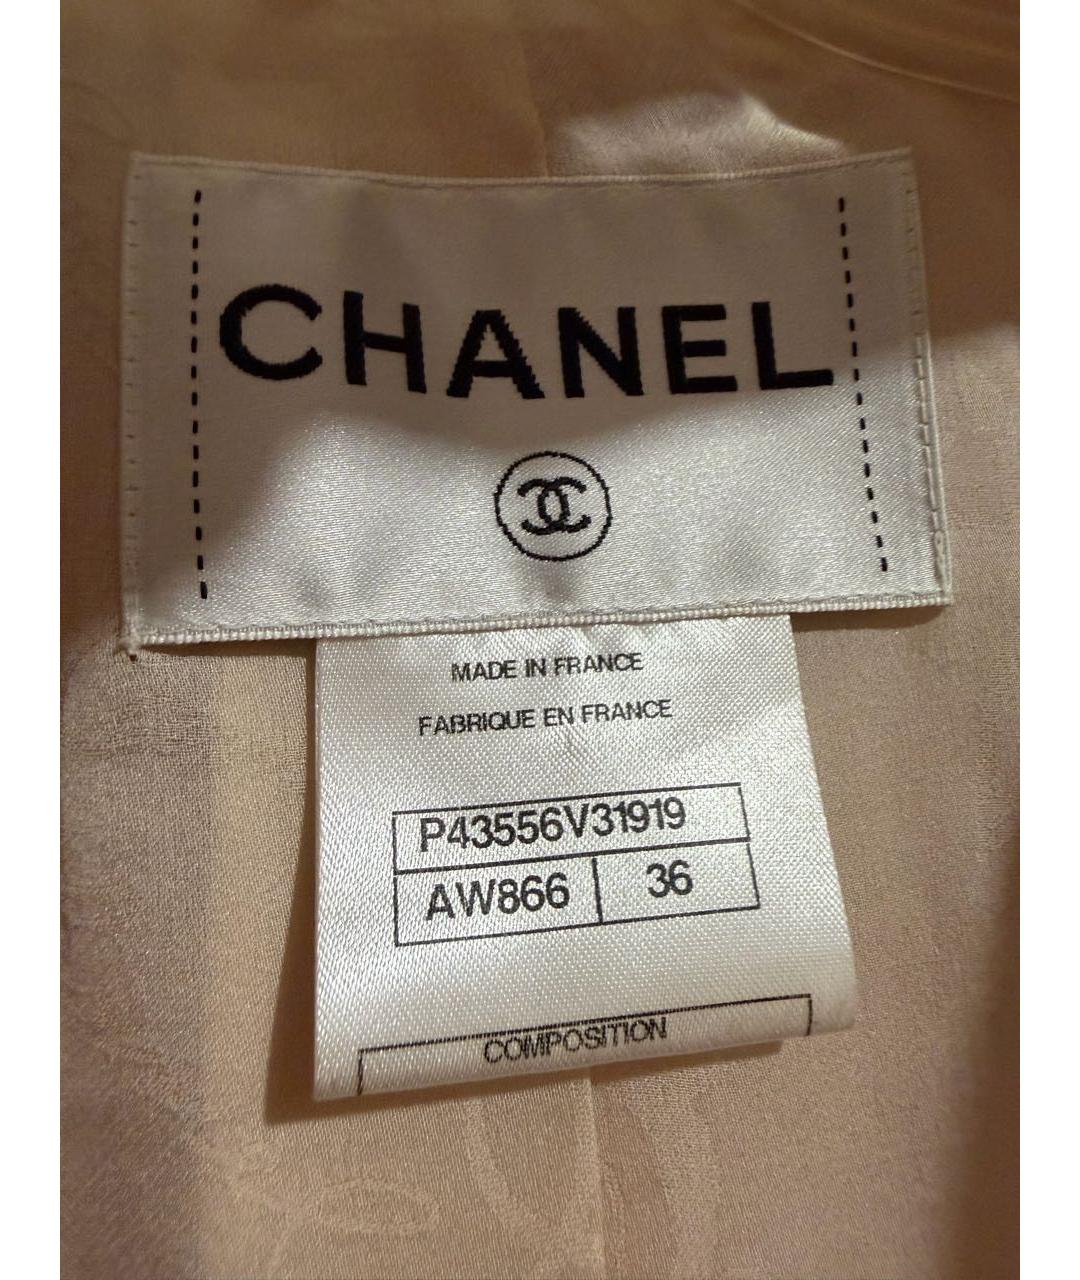 CHANEL
MADE IN FRANCE
FABRIQUE EN FRANCE
P43556V31919
AW866 36
COMPOSITION